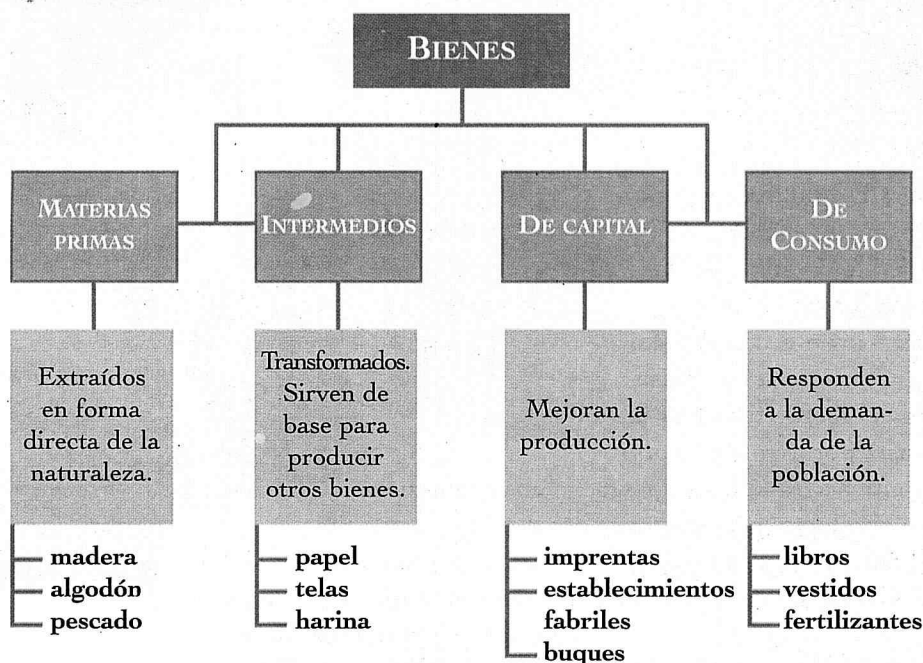 BIENES
MATERIAS
PRIMAS
INTERMEDIOS
DE CAPITAL
DE
CONSUMO
Extraídos
en forma
directa de la
naturaleza.
Transformados.
Sirven de
base para
producir
otros bienes.
Mejoran la
producción.
Responden
a la deman-
da de la
población.
madera
algodón
pescado
papel
telas
harina
imprentas
establecimientos
fabriles
buques
libros
vestidos
fertilizantes